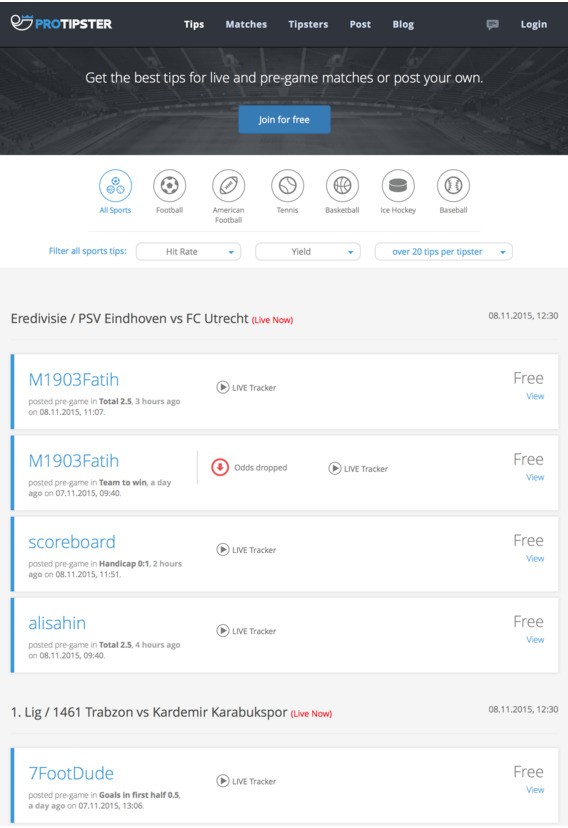 PROTIPSTER
Tips Matches Tipsters Post Blog Login
Get the best tips for live and pre-game matches or post your own.
Join for free
All Sports Football American Football Tennis Basketball Ice Hockey Baseball
Filter all sports tips: Hit Rate Yield over 20 tips per tipster
Eredivisie / PSV Eindhoven vs FC Utrecht (Live Now) 08.11.2015, 12:30
M1903Fatih LIVE Tracker Free
posted pre-game in Total 2.5, 3 hours ago View
on 08.11.2015, 11:07.
M1903Fatih Odds dropped LIVE Tracker Free
posted pre-game in Team to win, a day View
ago on 07.11.2015, 09:40.
scoreboard LIVE Tracker Free
posted pre-game in Handicap 0:1, 2 hours View
ago on 08.11.2015, 11:51.
alisahin LIVE Tracker Free
posted pre-game in Total 2.5, 4 hours ago View
on 08.11.2015, 09:40.
1. Lig / 1461 Trabzon vs Kardemir Karabukspor (Live Now) 08.11.2015, 12:30
7FootDude LIVE Tracker Free
posted pre-game in Goals in first half 0.5, View
a day ago on 07.11.2015, 13:06.